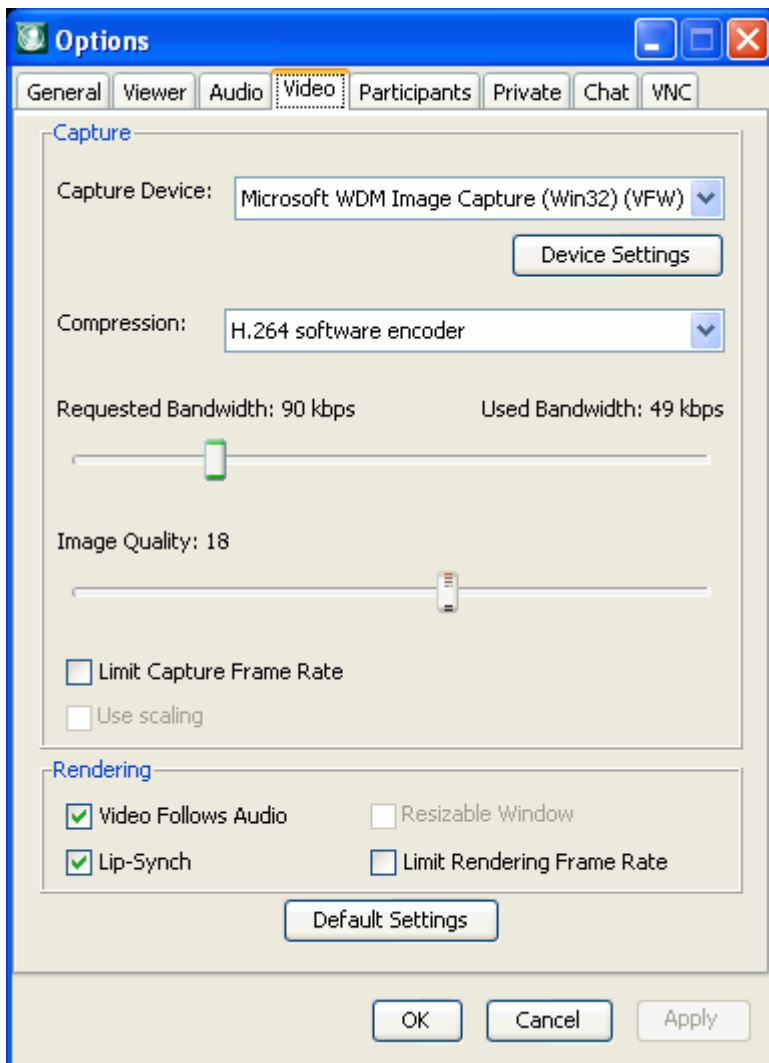 Options
General Viewer Audio Video Participants Private Chat VNC
Capture
Capture Device: Microsoft WDM Image Capture (Win32) (VFW)
Device Settings
Compression: H.264 software encoder
Requested Bandwidth: 90 kbps Used Bandwidth: 49 kbps
Image Quality: 18
Limit Capture Frame Rate
Use scaling
Rendering
Video Follows Audio Resizable Window
Lip-Synch Limit Rendering Frame Rate
Default Settings
OK Cancel Apply